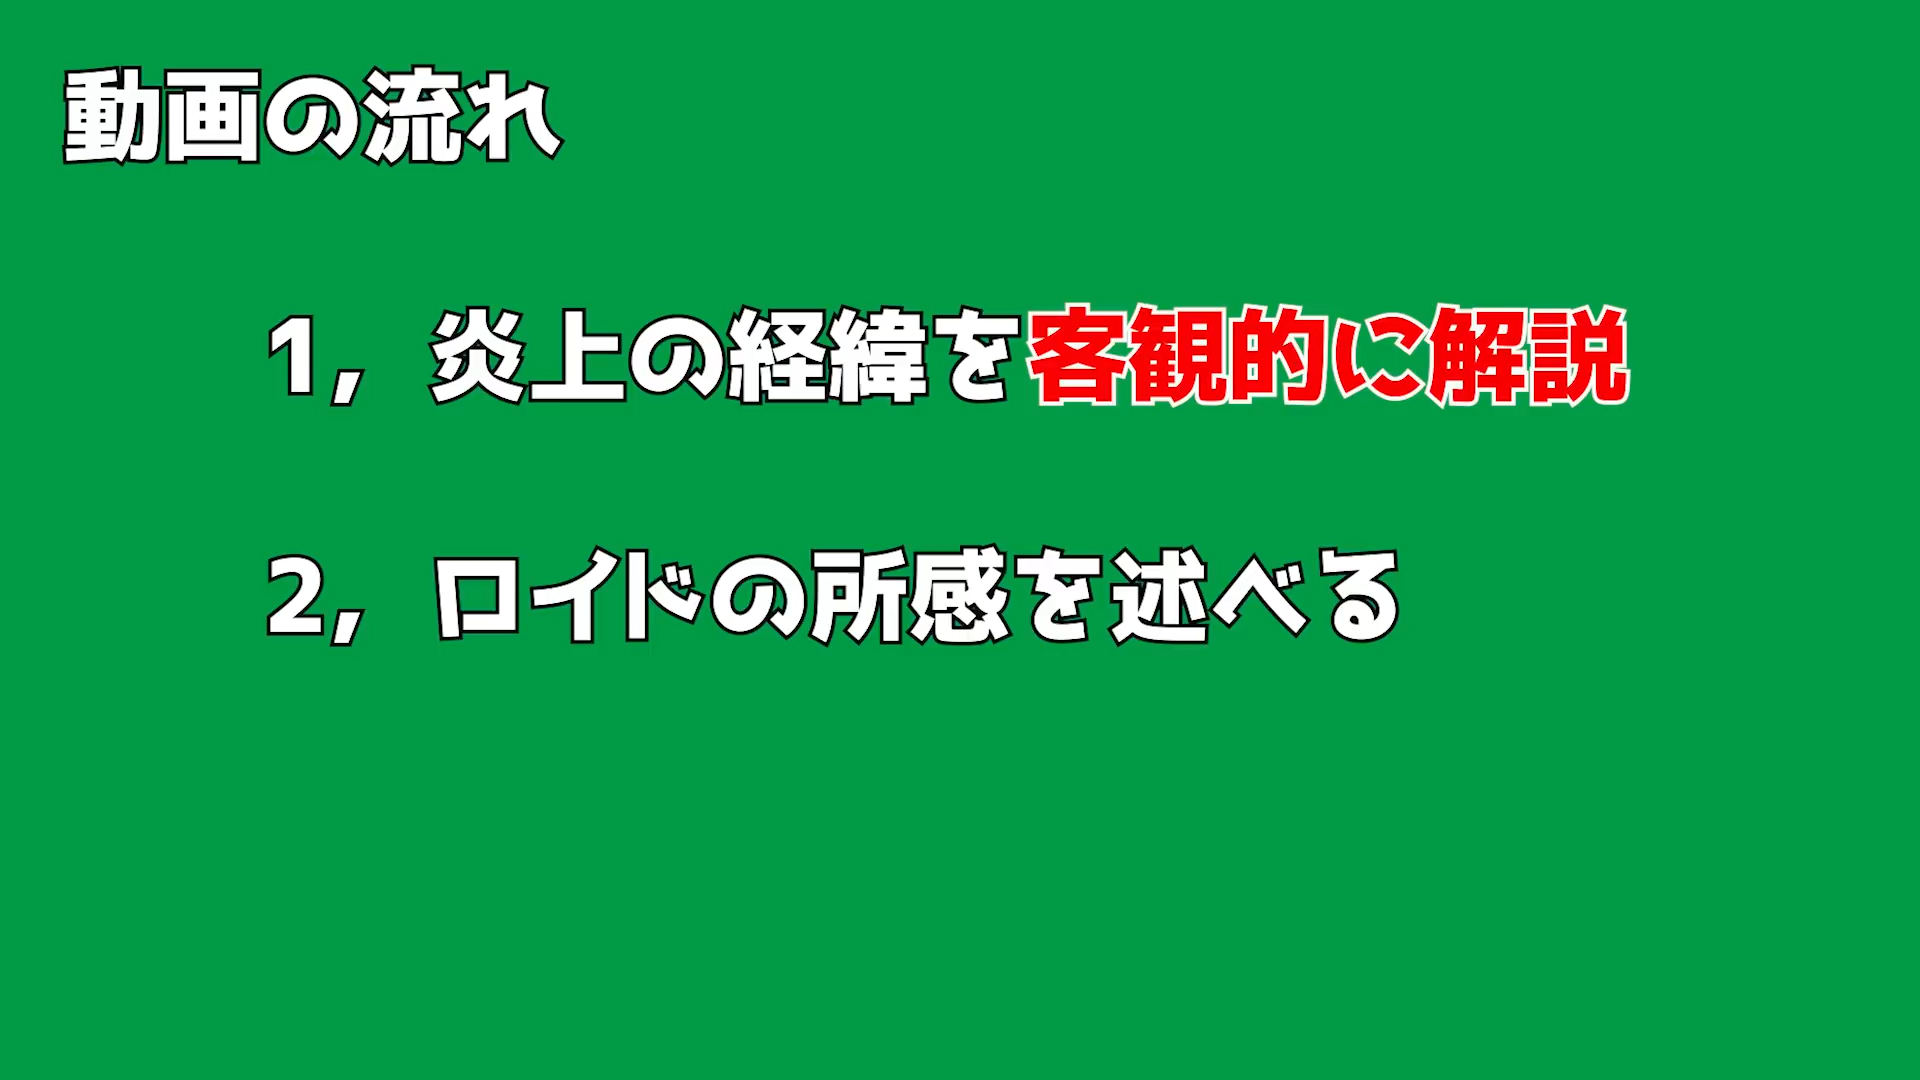 動画の流れ
1, 炎上の経緯を客観的に解説
2, ロイドの所感を述べる